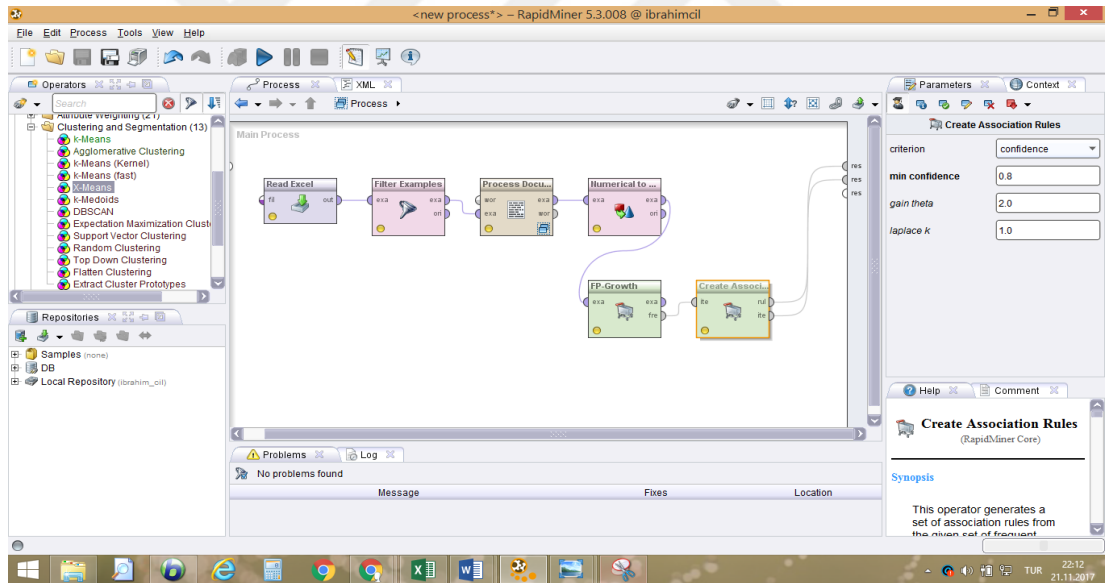 <new process*> – RapidMiner 5.3.008 @ ibrahimcil
File Edit Process Tools View Help
Operators
Process
XML
Parameters
Context
Search
Process
Attribute Weighting (21)
Clustering and Segmentation (13)
k-Means
Agglomerative Clustering
k-Means (Kernel)
k-Means (fast)
X-Means
k-Medoids
DBSCAN
Expectation Maximization Clust
Support Vector Clustering
Random Clustering
Top Down Clustering
Flatten Clustering
Extract Cluster Prototypes
Repositories
Samples (none)
DB
Local Repository (ibrahim_cil)
Main Process
Read Excel
fil out
Filter Examples
exa exa
ori
Process Docu...
wor exa
exa wor
Numerical to ...
exa exa
ori
FP-Growth
exa exa
fre
Create Associ...
ite rul
ite
res
res
res
Problems
Log
No problems found
Message Fixes Location
Create Association Rules
criterion confidence
min confidence 0.8
gain theta 2.0
laplace k 1.0
Help
Comment
Create Association Rules
(RapidMiner Core)
Synopsis
This operator generates a
set of association rules from
the given set of frequent
TUR
22:12
21.11.2017